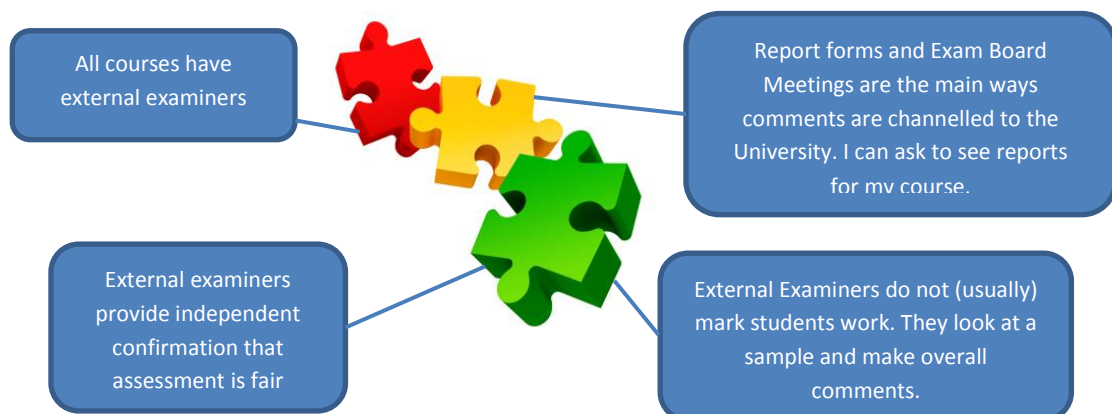 All courses have
external examiners
Report forms and Exam Board
Meetings are the main ways
comments are channelled to the
University. I can ask to see reports
for my course.
External examiners
provide independent
confirmation that
assessment is fair
External Examiners do not (usually)
mark students work. They look at a
sample and make overall
comments.